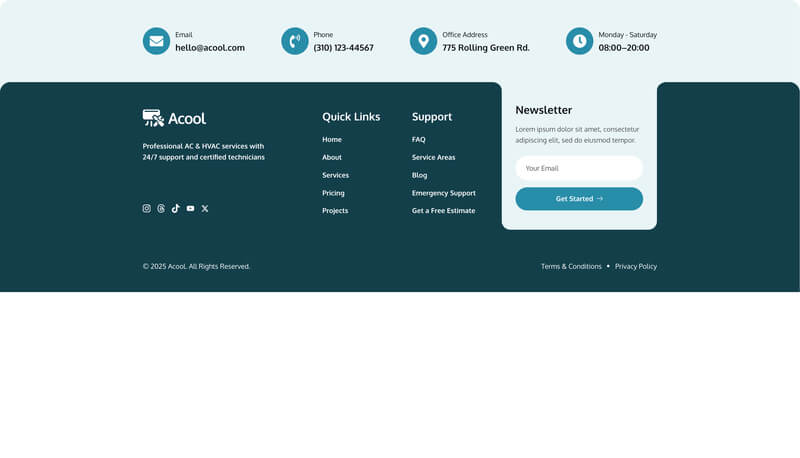 Email
hello@acool.com
Phone
(310) 123-44567
Office Address
775 Rolling Green Rd.
Monday - Saturday
08:00–20:00
Acool
Professional AC & HVAC services with
24/7 support and certified technicians
Quick Links
Home
About
Services
Pricing
Projects
Support
FAQ
Service Areas
Blog
Emergency Support
Get a Free Estimate
Newsletter
Lorem ipsum dolor sit amet, consectetur
adipiscing elit, sed do eiusmod tempor.
Your Email
Get Started →
© 2025 Acool. All Rights Reserved.
Terms & Conditions • Privacy Policy